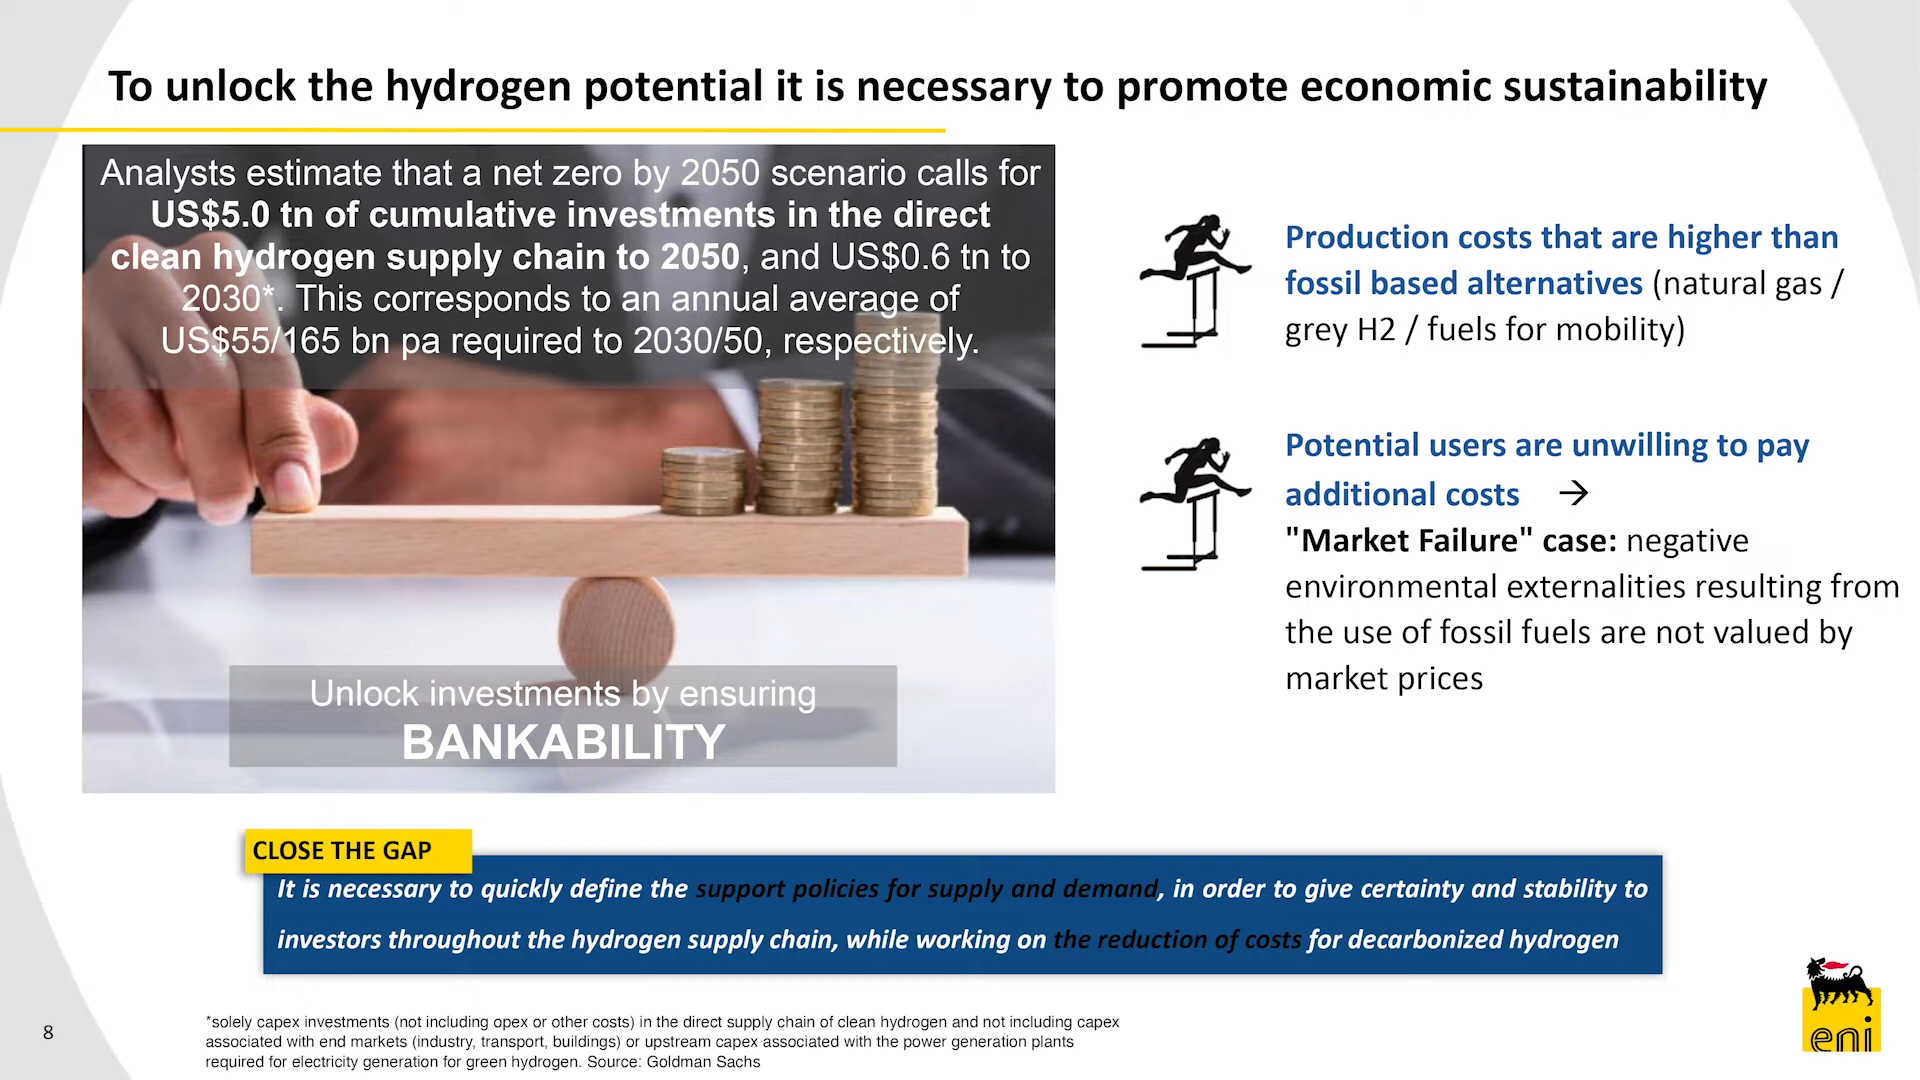 To unlock the hydrogen potential it is necessary to promote economic sustainability
Analysts estimate that a net zero by 2050 scenario calls for
US$5.0 tn of cumulative investments in the direct
clean hydrogen supply chain to 2050, and US$0.6 tn to
2030*. This corresponds to an annual average of
US$55/165 bn pa required to 2030/50, respectively.
Unlock investments by ensuring
BANKABILITY
Production costs that are higher than
fossil based alternatives (natural gas /
grey H2 / fuels for mobility)
Potential users are unwilling to pay
additional costs →
"Market Failure" case: negative
environmental externalities resulting from
the use of fossil fuels are not valued by
market prices
CLOSE THE GAP
It is necessary to quickly define the support policies for supply and demand, in order to give certainty and stability to
investors throughout the hydrogen supply chain, while working on the reduction of costs for decarbonized hydrogen
*solely capex investments (not including opex or other costs) in the direct supply chain of clean hydrogen and not including capex
associated with end markets (industry, transport, buildings) or upstream capex associated with the power generation plants
required for electricity generation for green hydrogen. Source: Goldman Sachs
8
eni